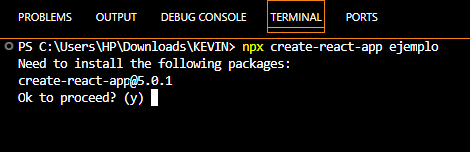 PROBLEMS OUTPUT DEBUG CONSOLE TERMINAL PORTS
PS C:\Users\HP\Downloads\KEVIN> npx create-react-app ejemplo
Need to install the following packages:
create-react-app@5.0.1
Ok to proceed? (y)